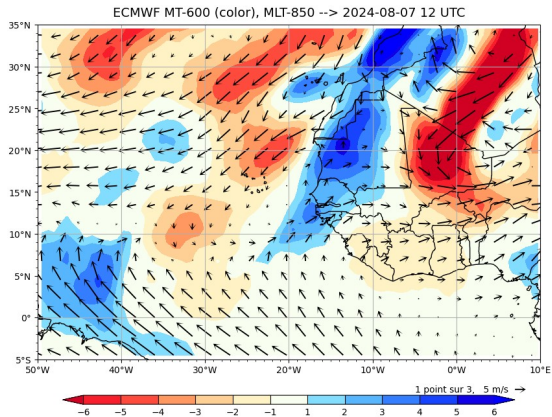 ECMWF MT-600 (color), MLT-850 --> 2024-08-07 12 UTC
35°N
30°N
25°N
20°N
15°N
10°N
5°N
0°
5°S
50°W 40°W 30°W 20°W 10°W 0°W 10°E
1 point sur 3, 5 m/s
−6 −5 −4 −3 −2 −1 1 2 3 4 5 6